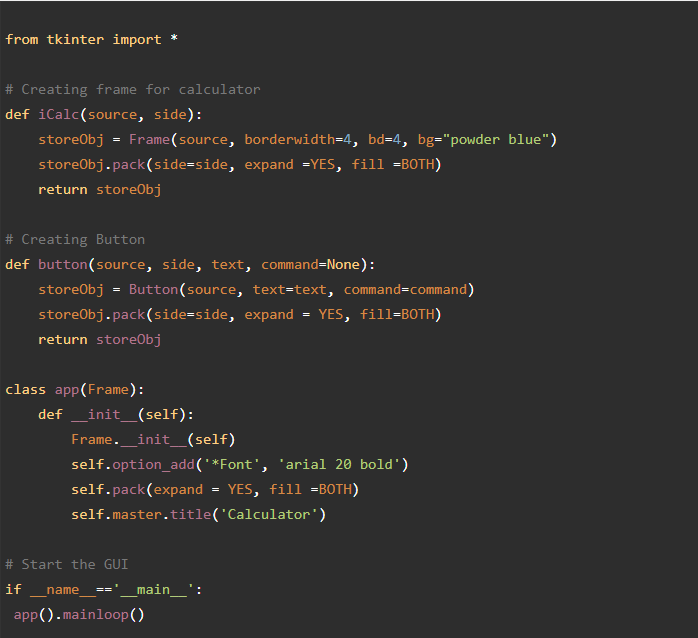 from tkinter import *
# Creating frame for calculator
def iCalc(source, side):
    storeObj = Frame(source, borderwidth=4, bd=4, bg="powder blue")
    storeObj.pack(side=side, expand =YES, fill =BOTH)
    return storeObj
# Creating Button
def button(source, side, text, command=None):
    storeObj = Button(source, text=text, command=command)
    storeObj.pack(side=side, expand = YES, fill=BOTH)
    return storeObj
class app(Frame):
    def __init__(self):
        Frame.__init__(self)
        self.option_add('*Font', 'arial 20 bold')
        self.pack(expand = YES, fill =BOTH)
        self.master.title('Calculator')
# Start the GUI
if __name__=='__main__':
 app().mainloop()